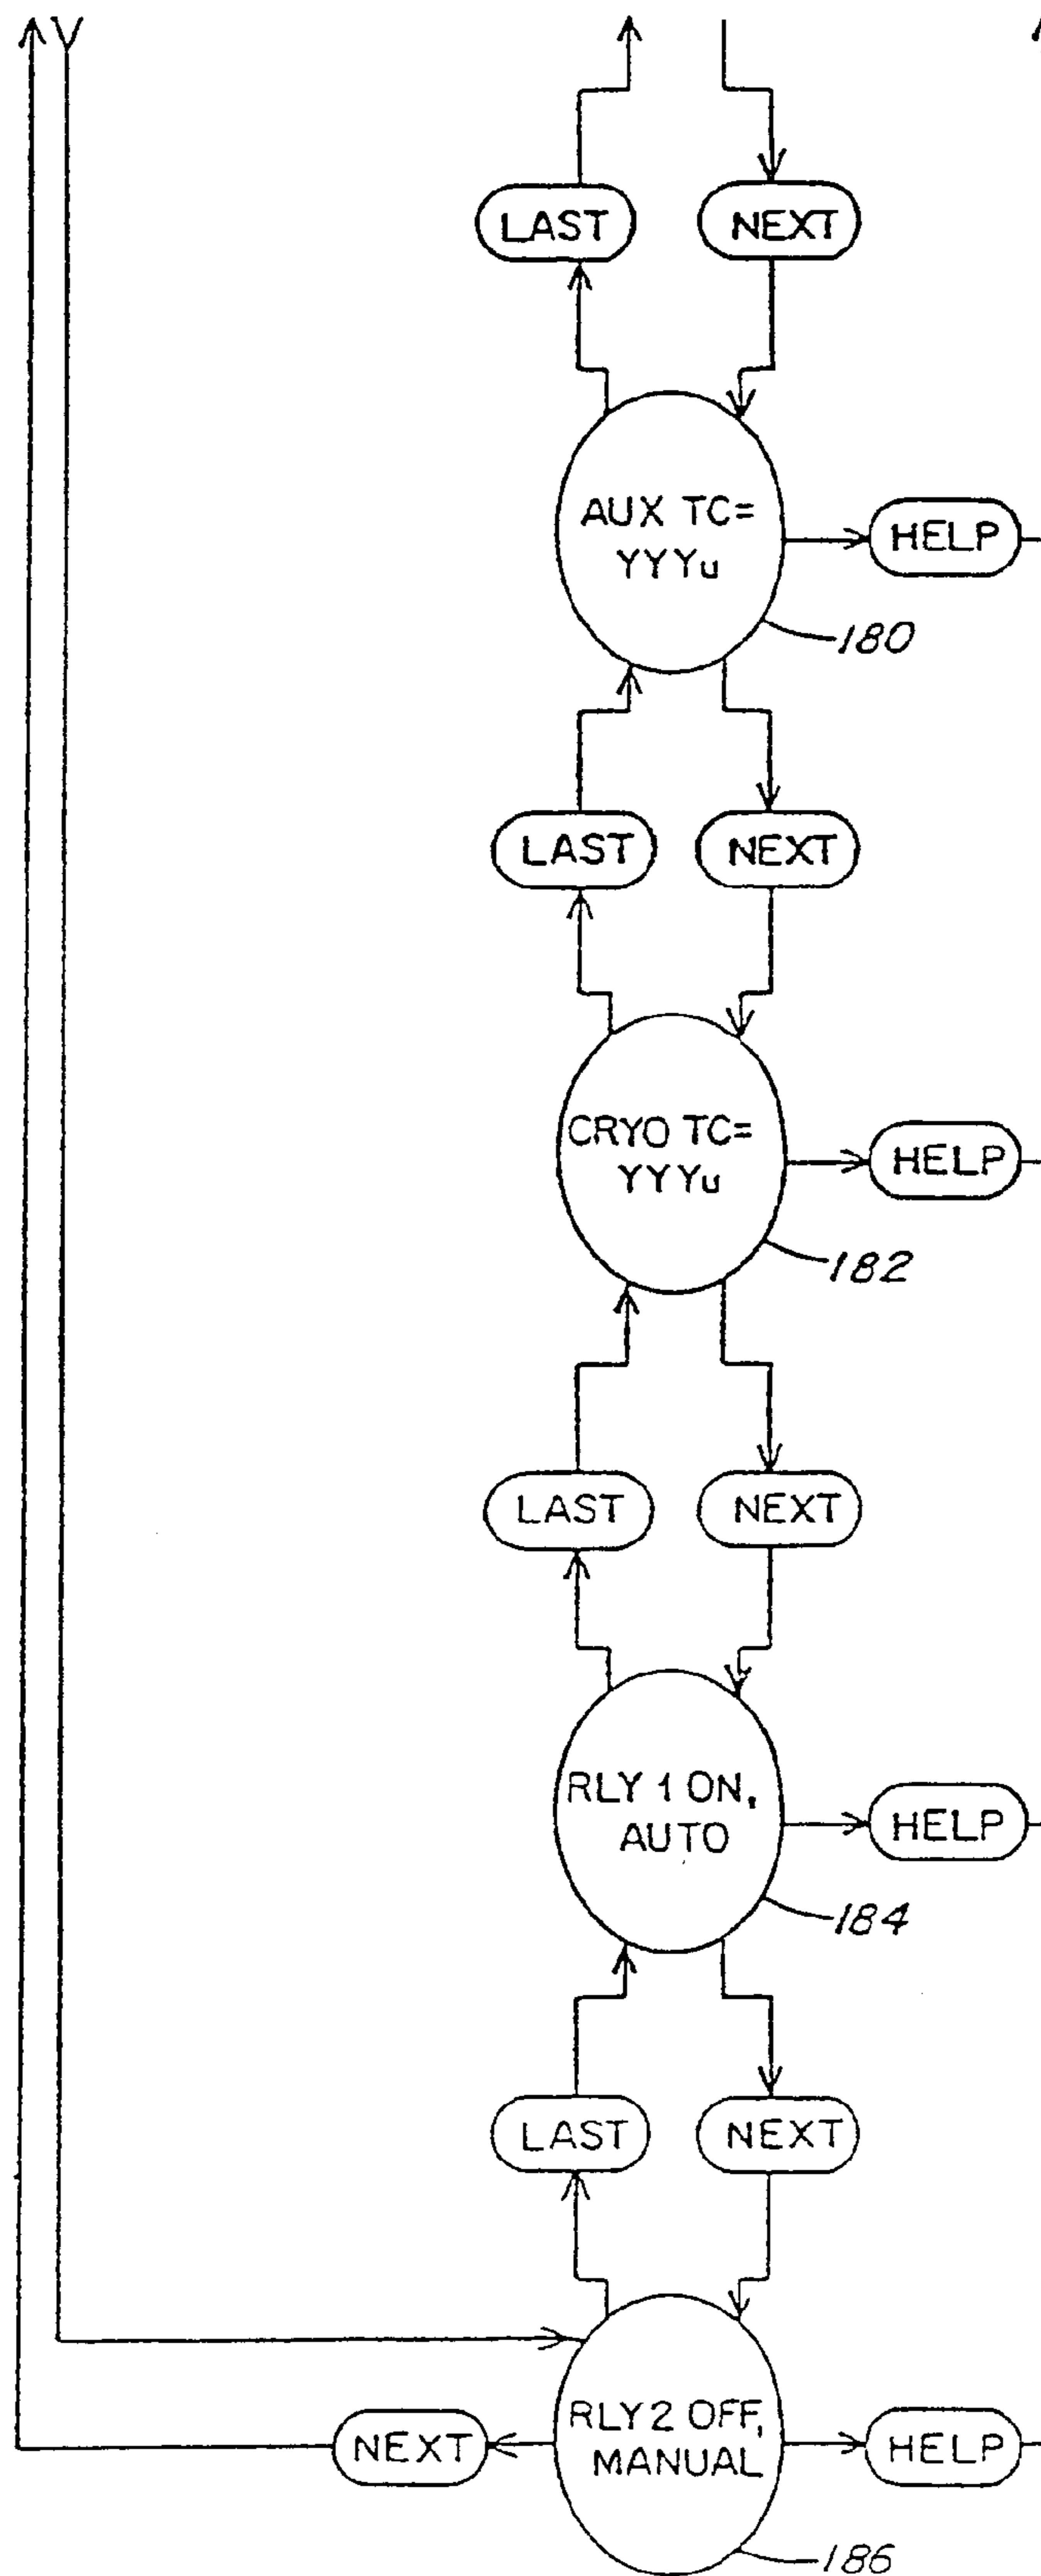 LAST NEXT
AUX TC=
YYYu
HELP
180
LAST NEXT
CRYO TC=
YYYu
HELP
182
LAST NEXT
RLY 1 ON,
AUTO
HELP
184
LAST NEXT
RLY 2 OFF,
MANUAL
NEXT
HELP
186